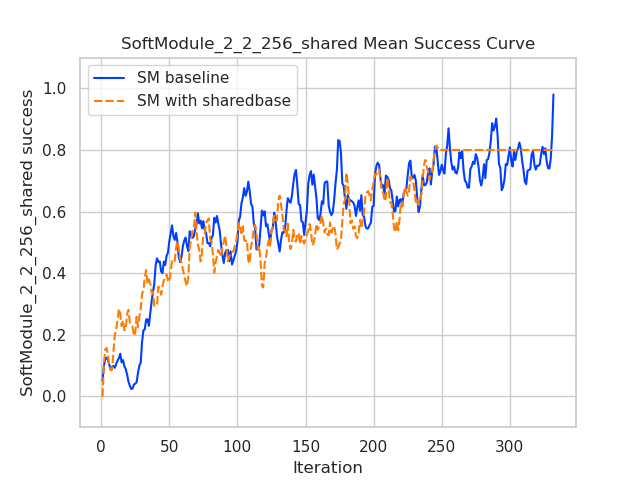 SoftModule_2_2_256_shared Mean Success Curve
SM baseline
SM with sharedbase
SoftModule_2_2_256_shared success
1.0
0.8
0.6
0.4
0.2
0.0
0 50 100 150 200 250 300
Iteration